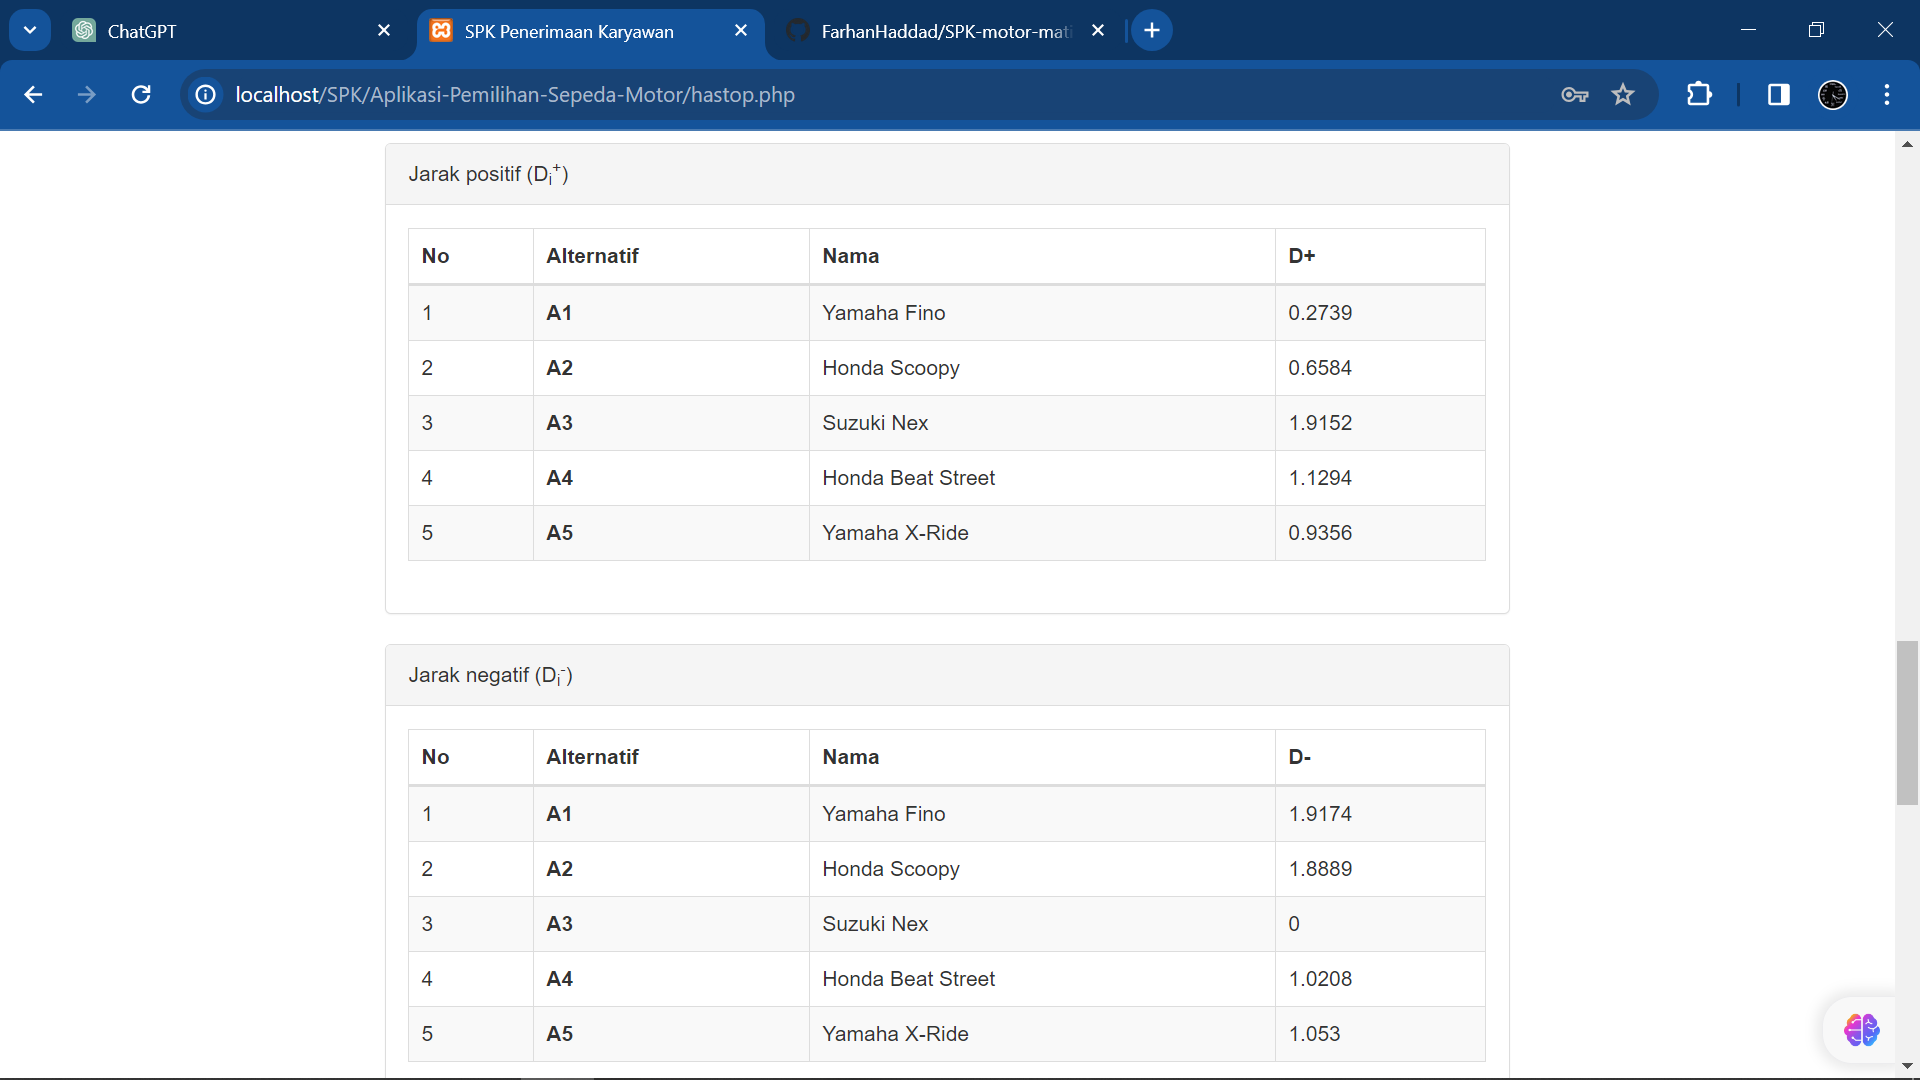 ChatGPT
SPK Penerimaan Karyawan
FarhanHaddad/SPK-motor-mati
localhost/SPK/Aplikasi-Pemilihan-Sepeda-Motor/hastop.php
Jarak positif (Di+)
No Alternatif Nama D+
1 A1 Yamaha Fino 0.2739
2 A2 Honda Scoopy 0.6584
3 A3 Suzuki Nex 1.9152
4 A4 Honda Beat Street 1.1294
5 A5 Yamaha X-Ride 0.9356
Jarak negatif (Di-)
No Alternatif Nama D-
1 A1 Yamaha Fino 1.9174
2 A2 Honda Scoopy 1.8889
3 A3 Suzuki Nex 0
4 A4 Honda Beat Street 1.0208
5 A5 Yamaha X-Ride 1.053